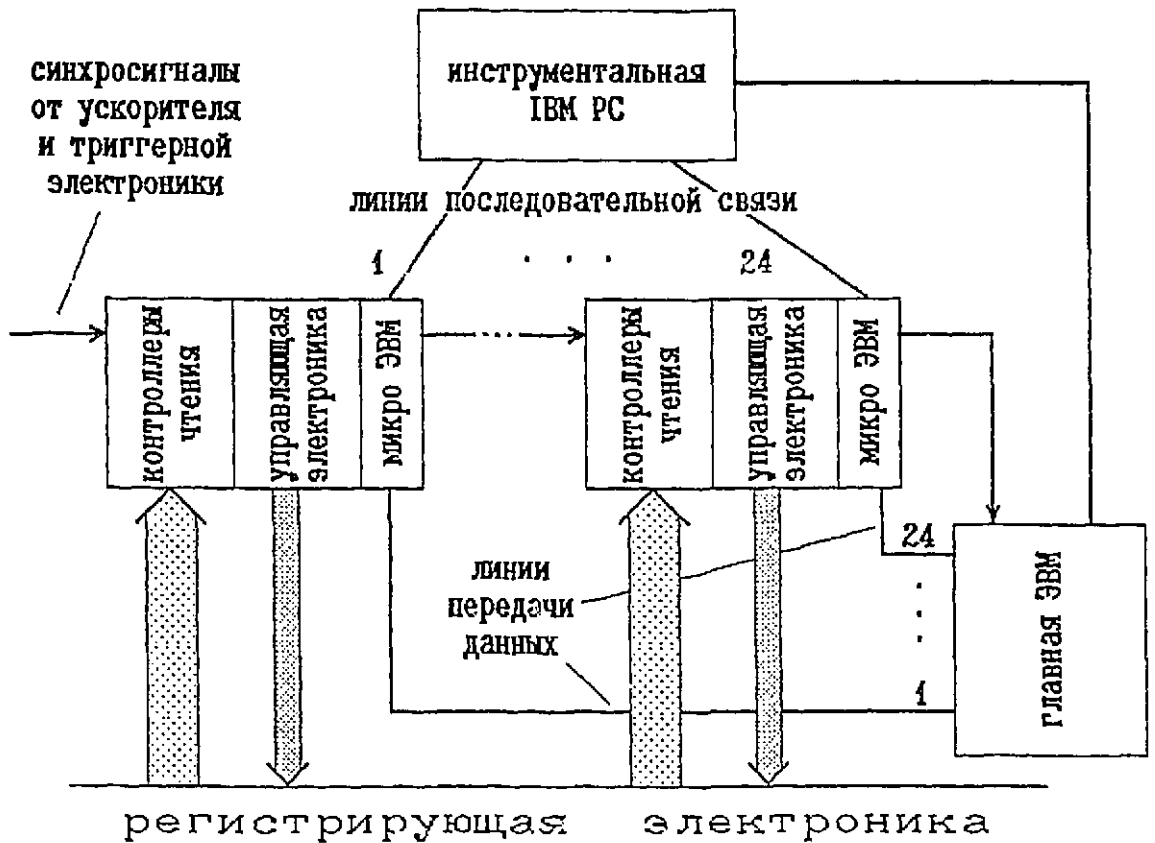 синхросигналы
от ускорителя
и триггерной
электроники
инструментальная
IBM PC
линии последовательной связи
1
. . .
24
контроллеры
чтения
управляющая
электроника
микро ЭВМ
...
контроллеры
чтения
управляющая
электроника
микро ЭВМ
линии
передачи
данных
24
1
главная ЭВМ
регистрирующая электроника